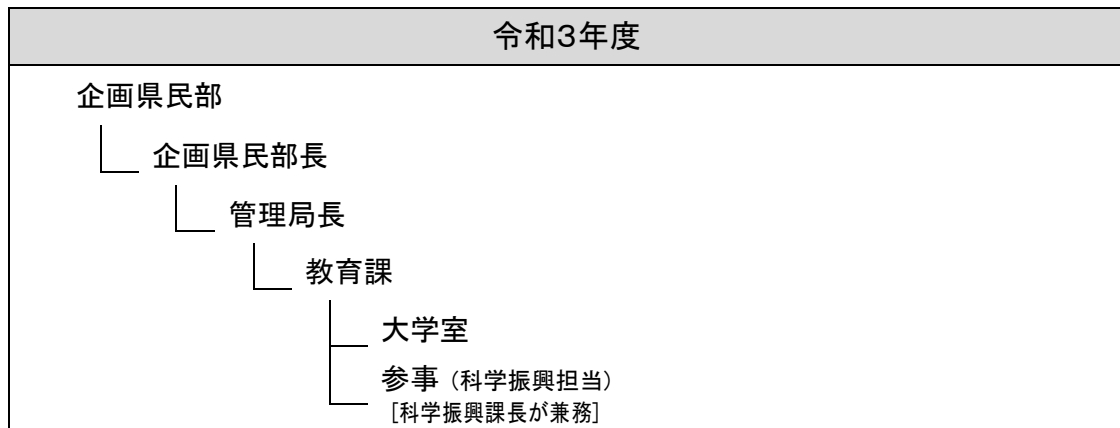 令和3年度
企画県民部
企画県民部長
管理局長
教育課
大学室
参事（科学振興担当）
[科学振興課長が兼務]